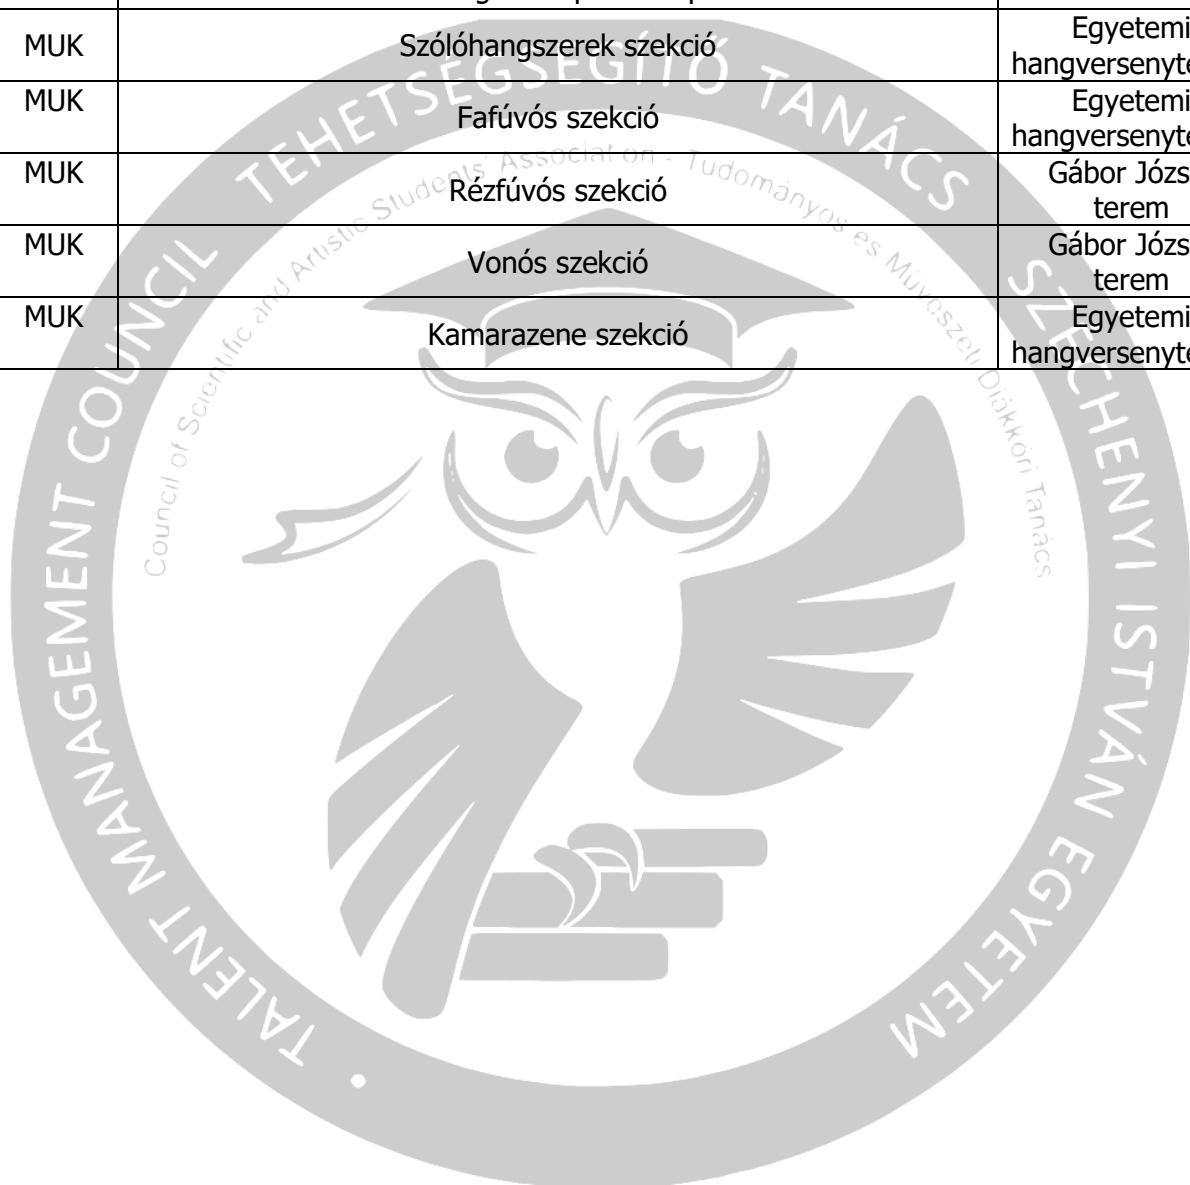 MUK
Szólóhangszerek szekció
Egyetemi
MUK
Fafúvós szekció
Egyetemi
MUK
Rézfúvós szekció
Gábor
terem
MUK
Vonós szekció
Gábor
terem
MUK
Kamarazene szekció
Egyetemi
TALENT MANAGEMENT COUNCIL TEHETSÉGSEGÍTŐ TANÁCS SZÉCHENYI ISTVÁN EGYETEM •
Council of Scientific and Artistic Students' Association - Tudományos és Művészeti Diákköri Tanács